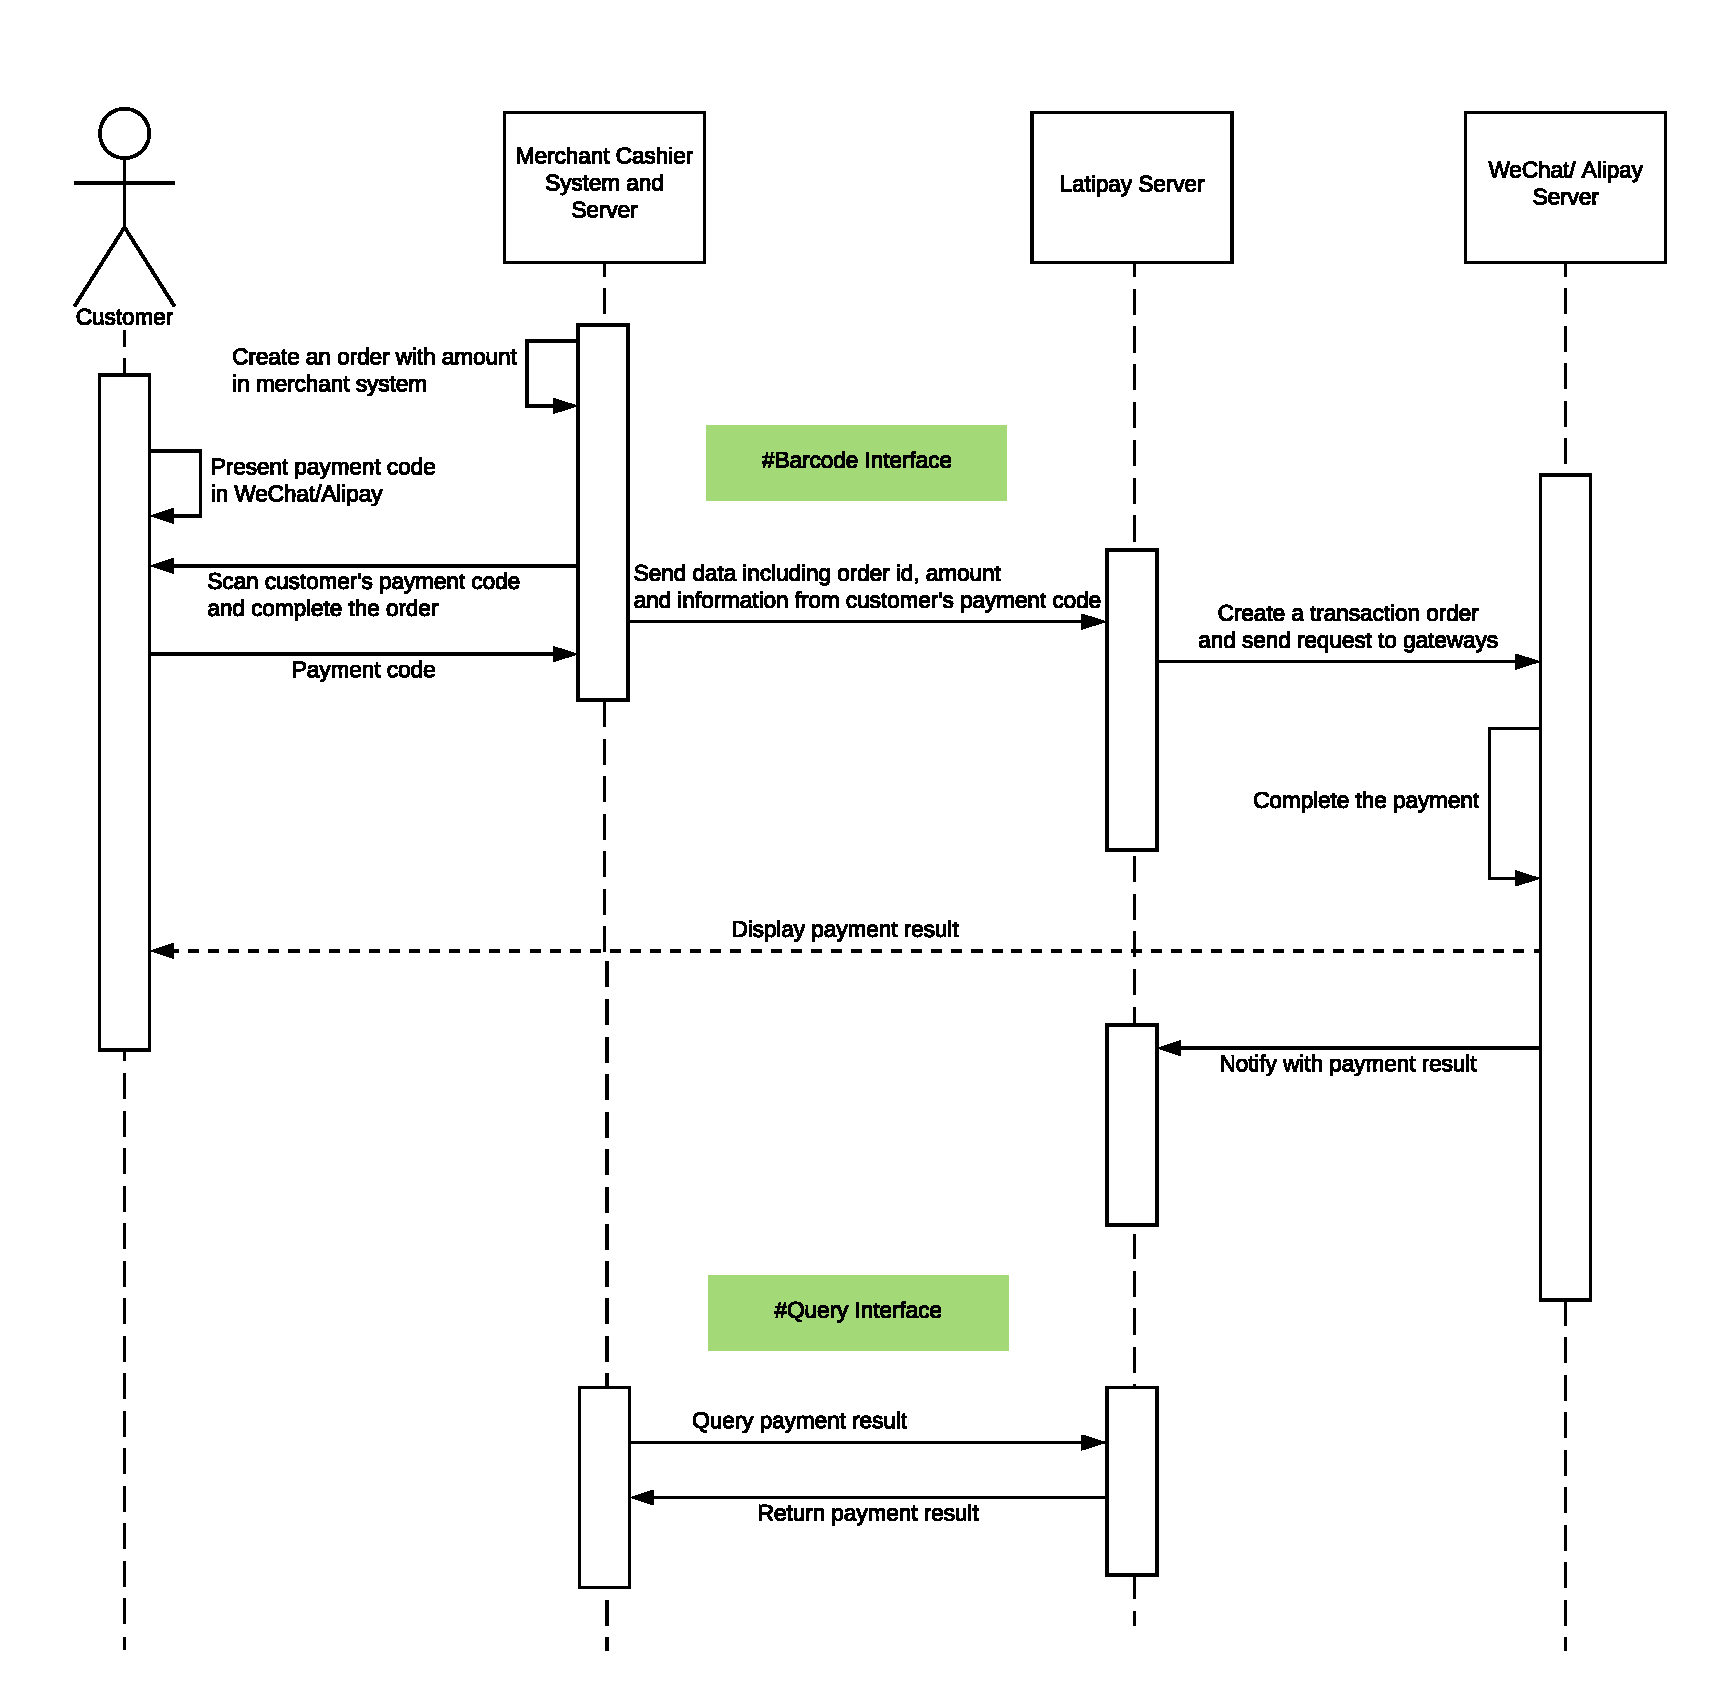 Merchant Cashier
System and
Server
Latipay Server
WeChat/ Alipay
Server
Customer
Create an order with amount
in merchant system
#Barcode Interface
Present payment code
in WeChat/Alipay
Scan customer's payment code
and complete the order
Send data including order id, amount
and information from customer's payment code
Create a transaction order
and send request to gateways
Payment code
Complete the payment
Display payment result
Notify with payment result
#Query Interface
Query payment result
Return payment result